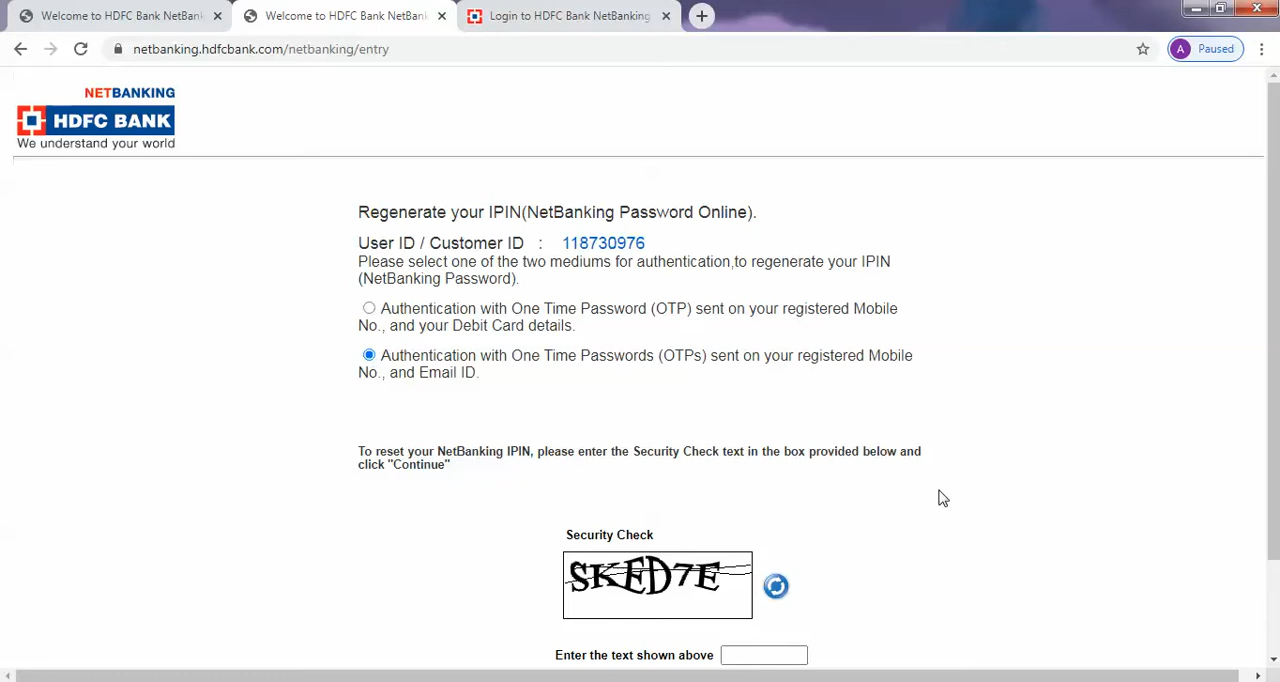 Welcome to HDFC Bank NetBank
Welcome to HDFC Bank NetBank
Login to HDFC Bank NetBanking
netbanking.hdfcbank.com/netbanking/entry
A Paused
NETBANKING
HDFC BANK
We understand your world
Regenerate your IPIN(NetBanking Password Online).
User ID / Customer ID : 118730976
Please select one of the two mediums for authentication,to regenerate your IPIN
(NetBanking Password).
Authentication with One Time Password (OTP) sent on your registered Mobile
No., and your Debit Card details.
Authentication with One Time Passwords (OTPs) sent on your registered Mobile
No., and Email ID.
To reset your NetBanking IPIN, please enter the Security Check text in the box provided below and
click "Continue"
Security Check
SKED7E
Enter the text shown above